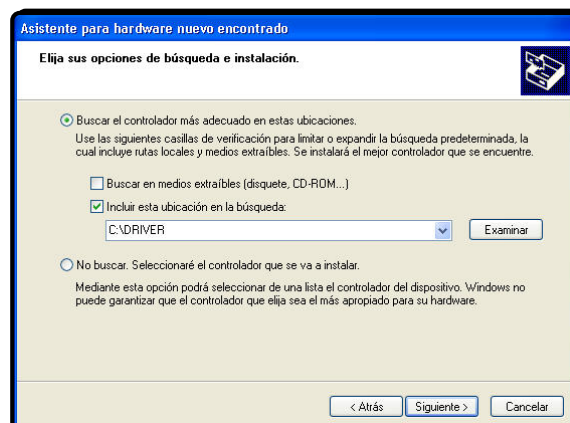 Asistente para hardware nuevo encontrado
Elija sus opciones de búsqueda e instalación.
Buscar el controlador más adecuado en estas ubicaciones.
Use las siguientes casillas de verificación para limitar o expandir la búsqueda predeterminada, la
cual incluye rutas locales y medios extraíbles. Se instalará el mejor controlador que se encuentre.
Buscar en medios extraíbles (disquete, CD-ROM...)
Incluir esta ubicación en la búsqueda:
C:\DRIVER
Examinar
No buscar. Seleccionaré el controlador que se va a instalar.
Mediante esta opción podrá seleccionar de una lista el controlador del dispositivo. Windows no
puede garantizar que el controlador que elija sea el más apropiado para su hardware.
< Atrás Siguiente > Cancelar